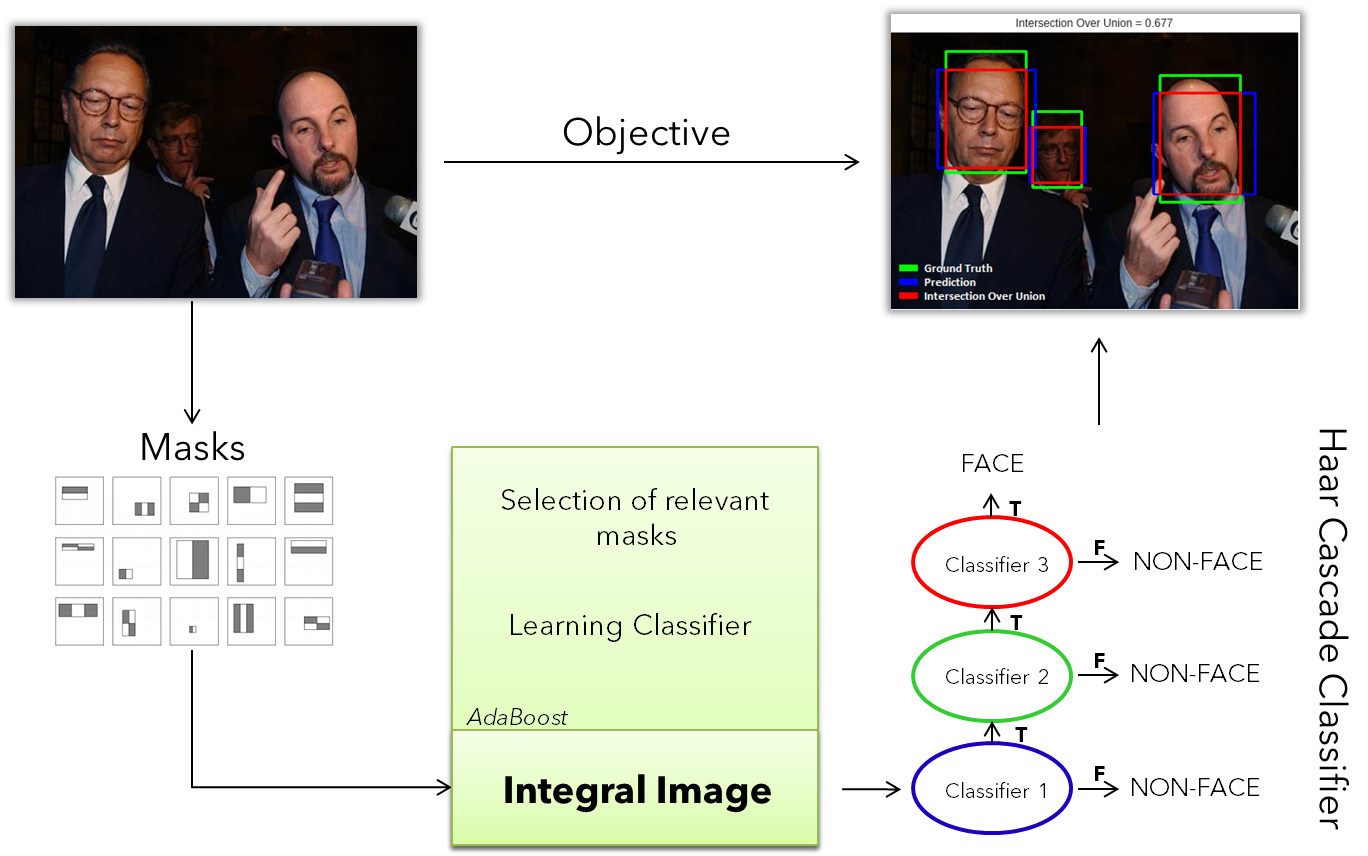 Intersection Over Union = 0.677
Objective
Ground Truth
Prediction
Intersection Over Union
Masks
Selection of relevant
masks
Learning Classifier
AdaBoost
Integral Image
FACE
T
Classifier 3
F
NON-FACE
T
Classifier 2
F
NON-FACE
T
Classifier 1
F
NON-FACE
Haar Cascade Classifier